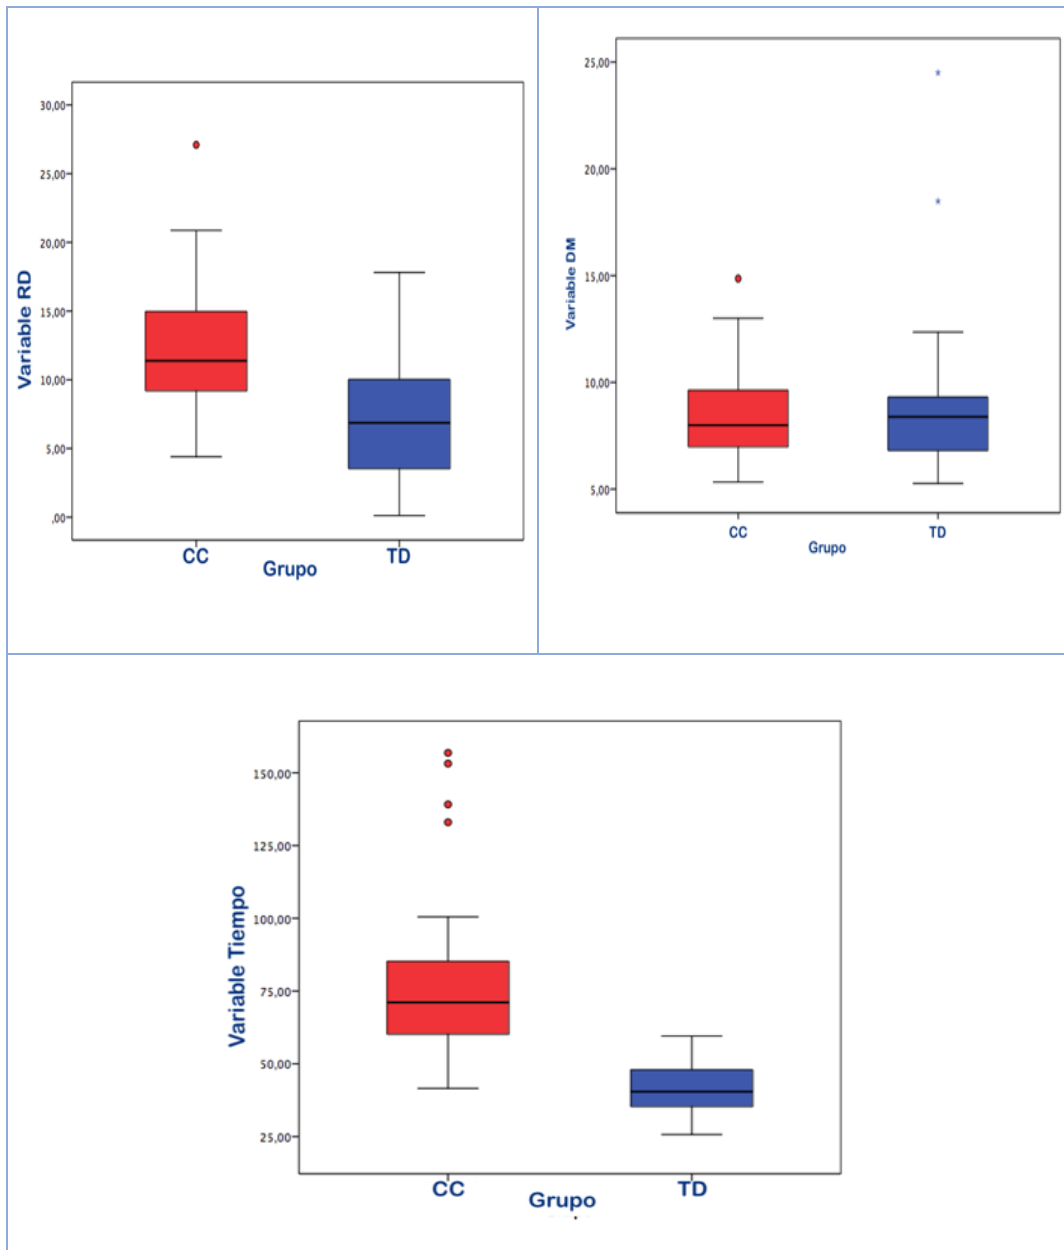 Variable RD
30,00
25,00
20,00
15,00
10,00
5,00
,00
CC
TD
Grupo
Variable DM
25,00
20,00
15,00
10,00
5,00
CC
TD
Grupo
Variable Tiempo
150,00
125,00
100,00
75,00
50,00
25,00
CC
TD
Grupo